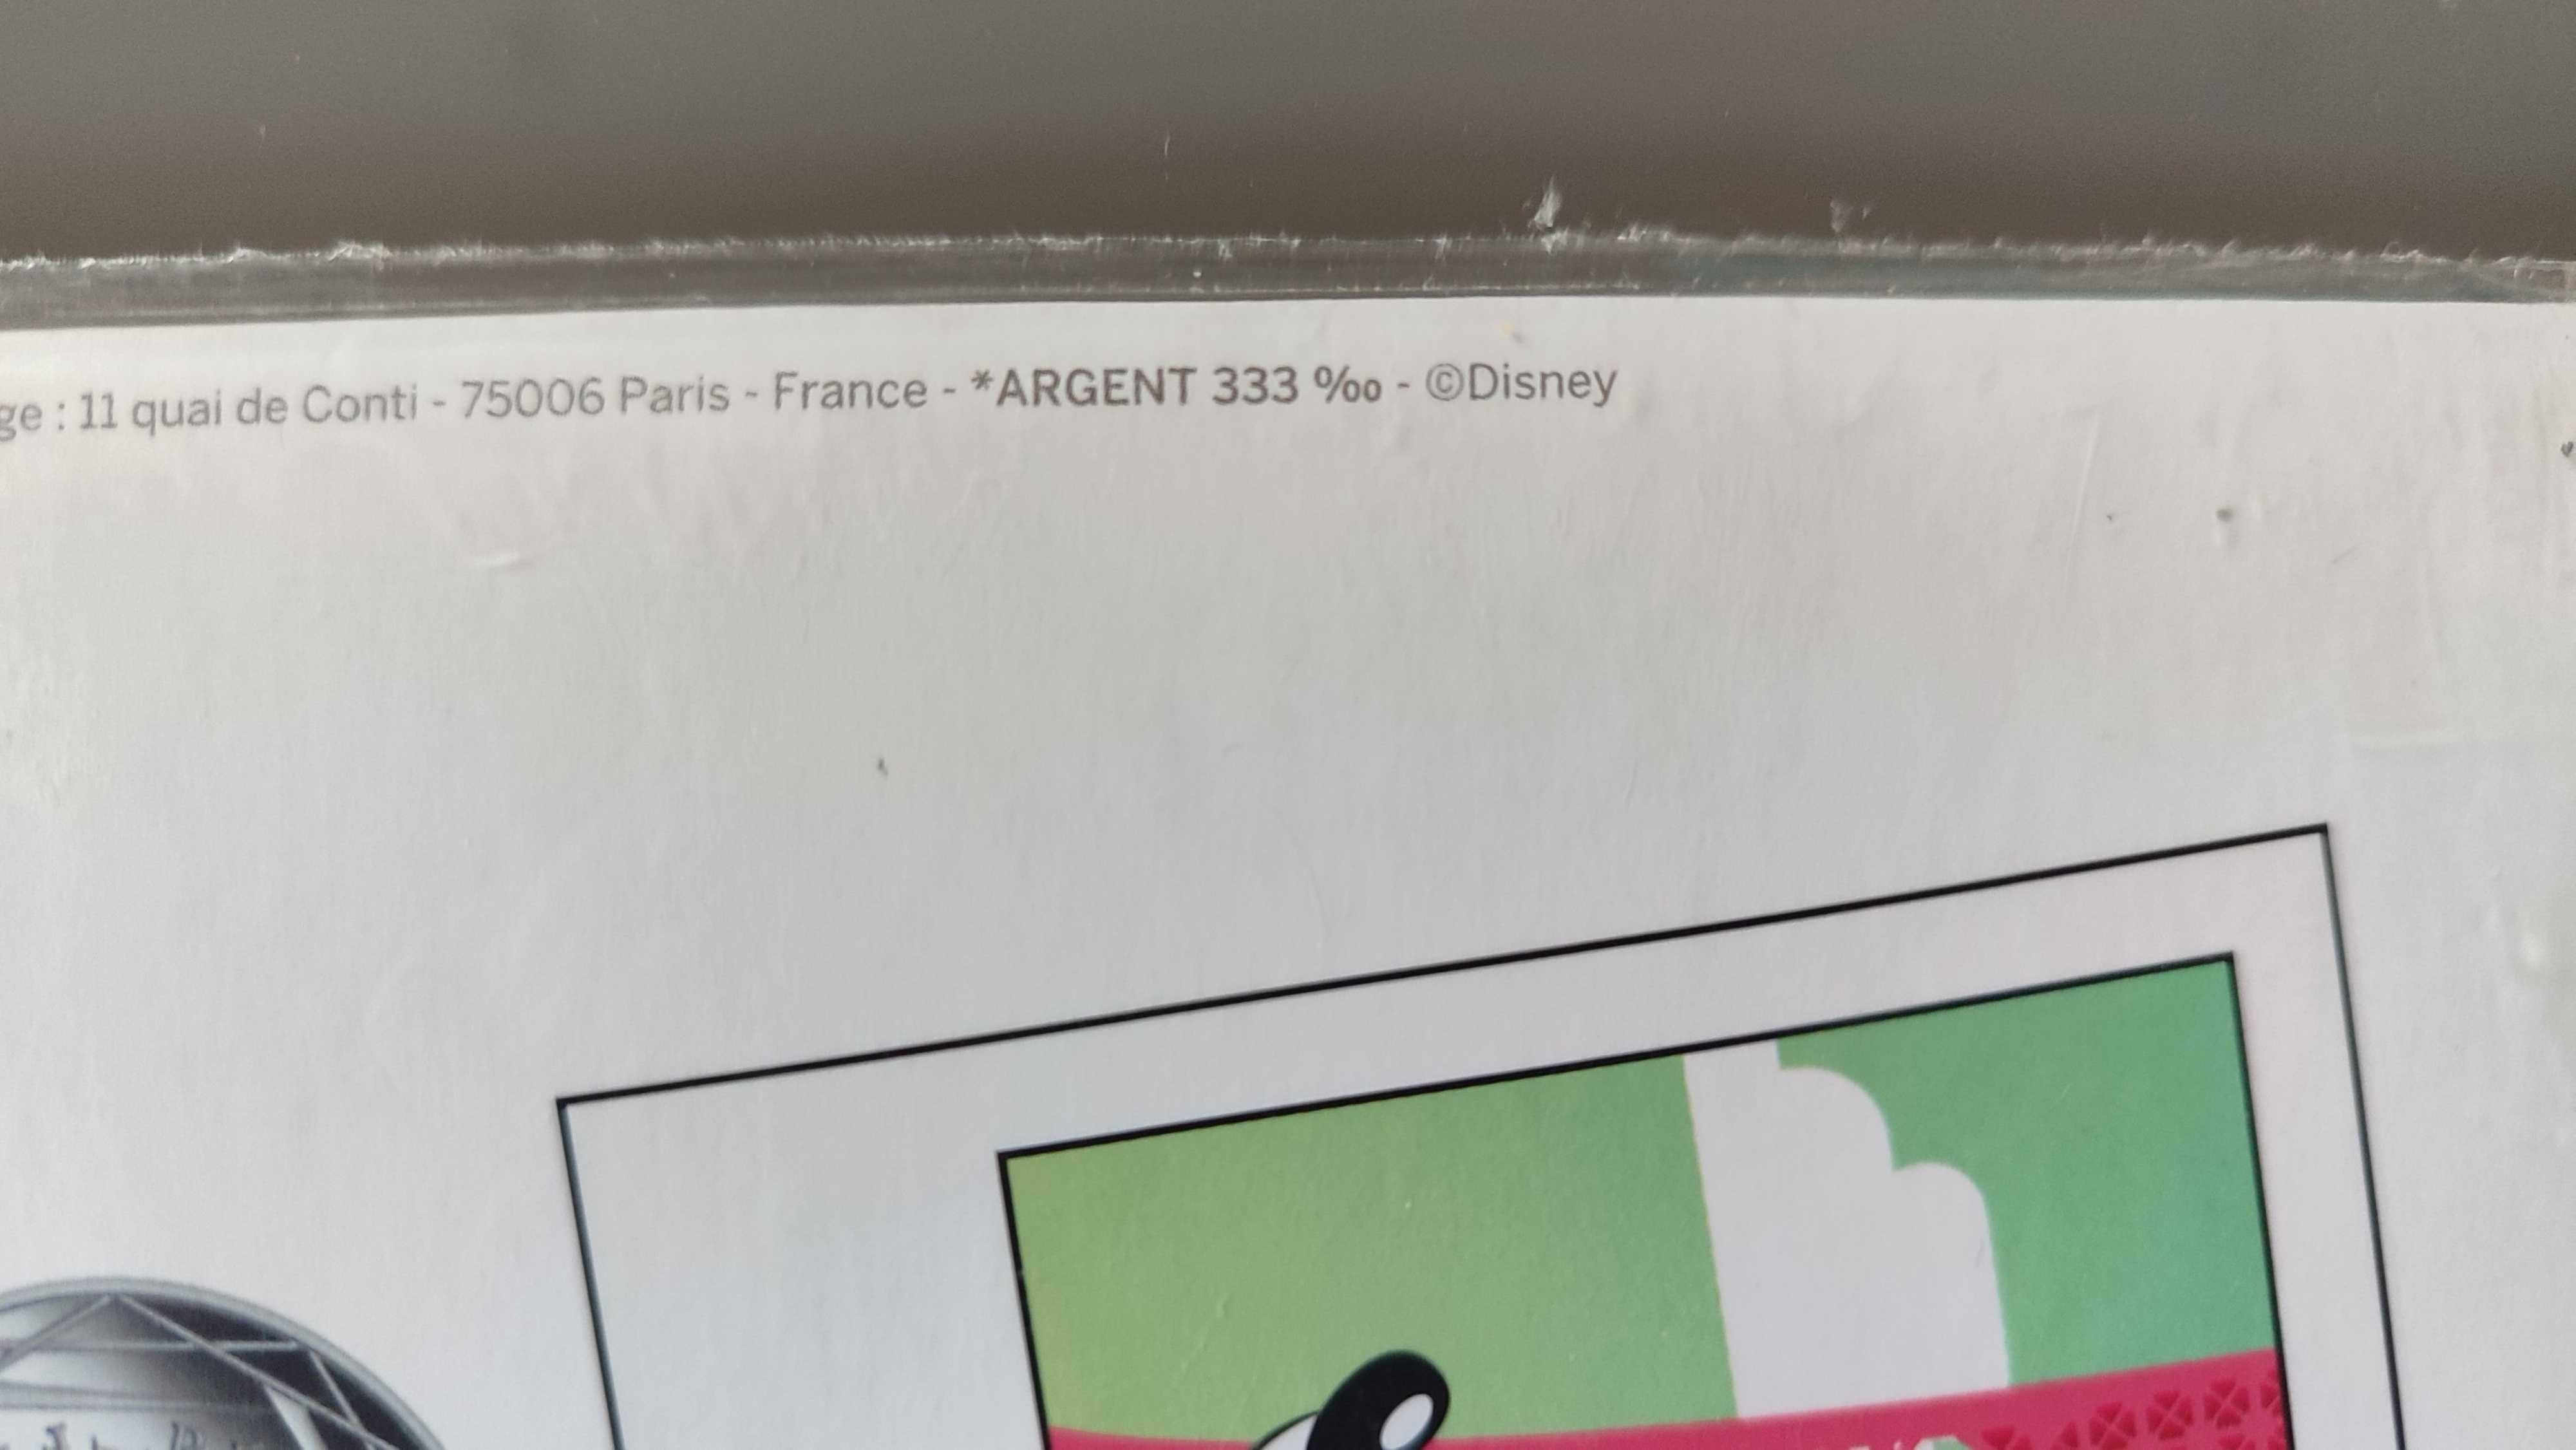 ge : 11 quai de Conti - 75006 Paris - France - *ARGENT 333 ‰ - ©Disney